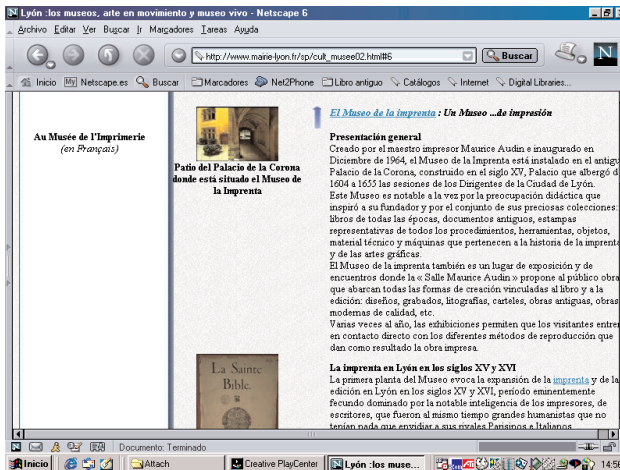 Lyón :los museos, arte en movimiento y museo vivo - Netscape 6
Archivo Editar Ver Buscar Ir Marcadores Tareas Ayuda
http://www.mairie-lyon.fr/sp/cult_musee02.html#6
Buscar
N
Inicio My Netscape.es Buscar Marcadores Net2Phone Libro antiguo Catálogos Internet Digital Libraries...
Au Musée de l'Imprimerie
(en Français)
Patio del Palacio de la Corona
donde está situado el Museo de
la Imprenta
La Sainte
Bible.
El Museo de la imprenta : Un Museo ...de impresión
Presentación general
Creado por el maestro impresor Maurice Audin e inaugurado en
Diciembre de 1964, el Museo de la Imprenta está instalado en el antigu
Palacio de la Corona, construido en el siglo XV, Palacio que albergó d
1604 a 1655 las sesiones de los Dirigentes de la Ciudad de Lyón.
Este Museo es notable a la vez por la preocupación didáctica que
inspiró a su fundador y por el conjunto de sus preciosas colecciones:
libros de todas las épocas, documentos antiguos, estampas
representativas de todos los procedimientos, herramientas, objetos,
material técnico y máquinas que pertenecen a la historia de la imprenta
y de las artes gráficas.
El Museo de la imprenta también es un lugar de exposición y de
encuentros donde la « Salle Maurice Audin » propone al público obra
que abarcan todas las formas de creación vinculadas al libro y a la
edición: diseños, grabados, litografías, carteles, obras antiguas, obras
modernas de calidad, etc.
Varias veces al año, las exhibiciones permiten que los visitantes entren
en contacto directo con los diferentes métodos de reproducción que
dan como resultado la obra impresa.
La imprenta en Lyón en los siglos XV y XVI
La primera planta del Museo evoca la expansión de la imprenta y de la
edición en Lyón en los siglos XV y XVI, período eminentemente
fecundo dominado por la notable inteligencia de los impresores, de
escritores, que fueron al mismo tiempo grandes humanistas que no
tenían nada que envidiar a sus rivales Parisinos e Italianos
Documento: Terminado
Inicio Attach Creative PlayCenter Lyón :los muse... 14:56